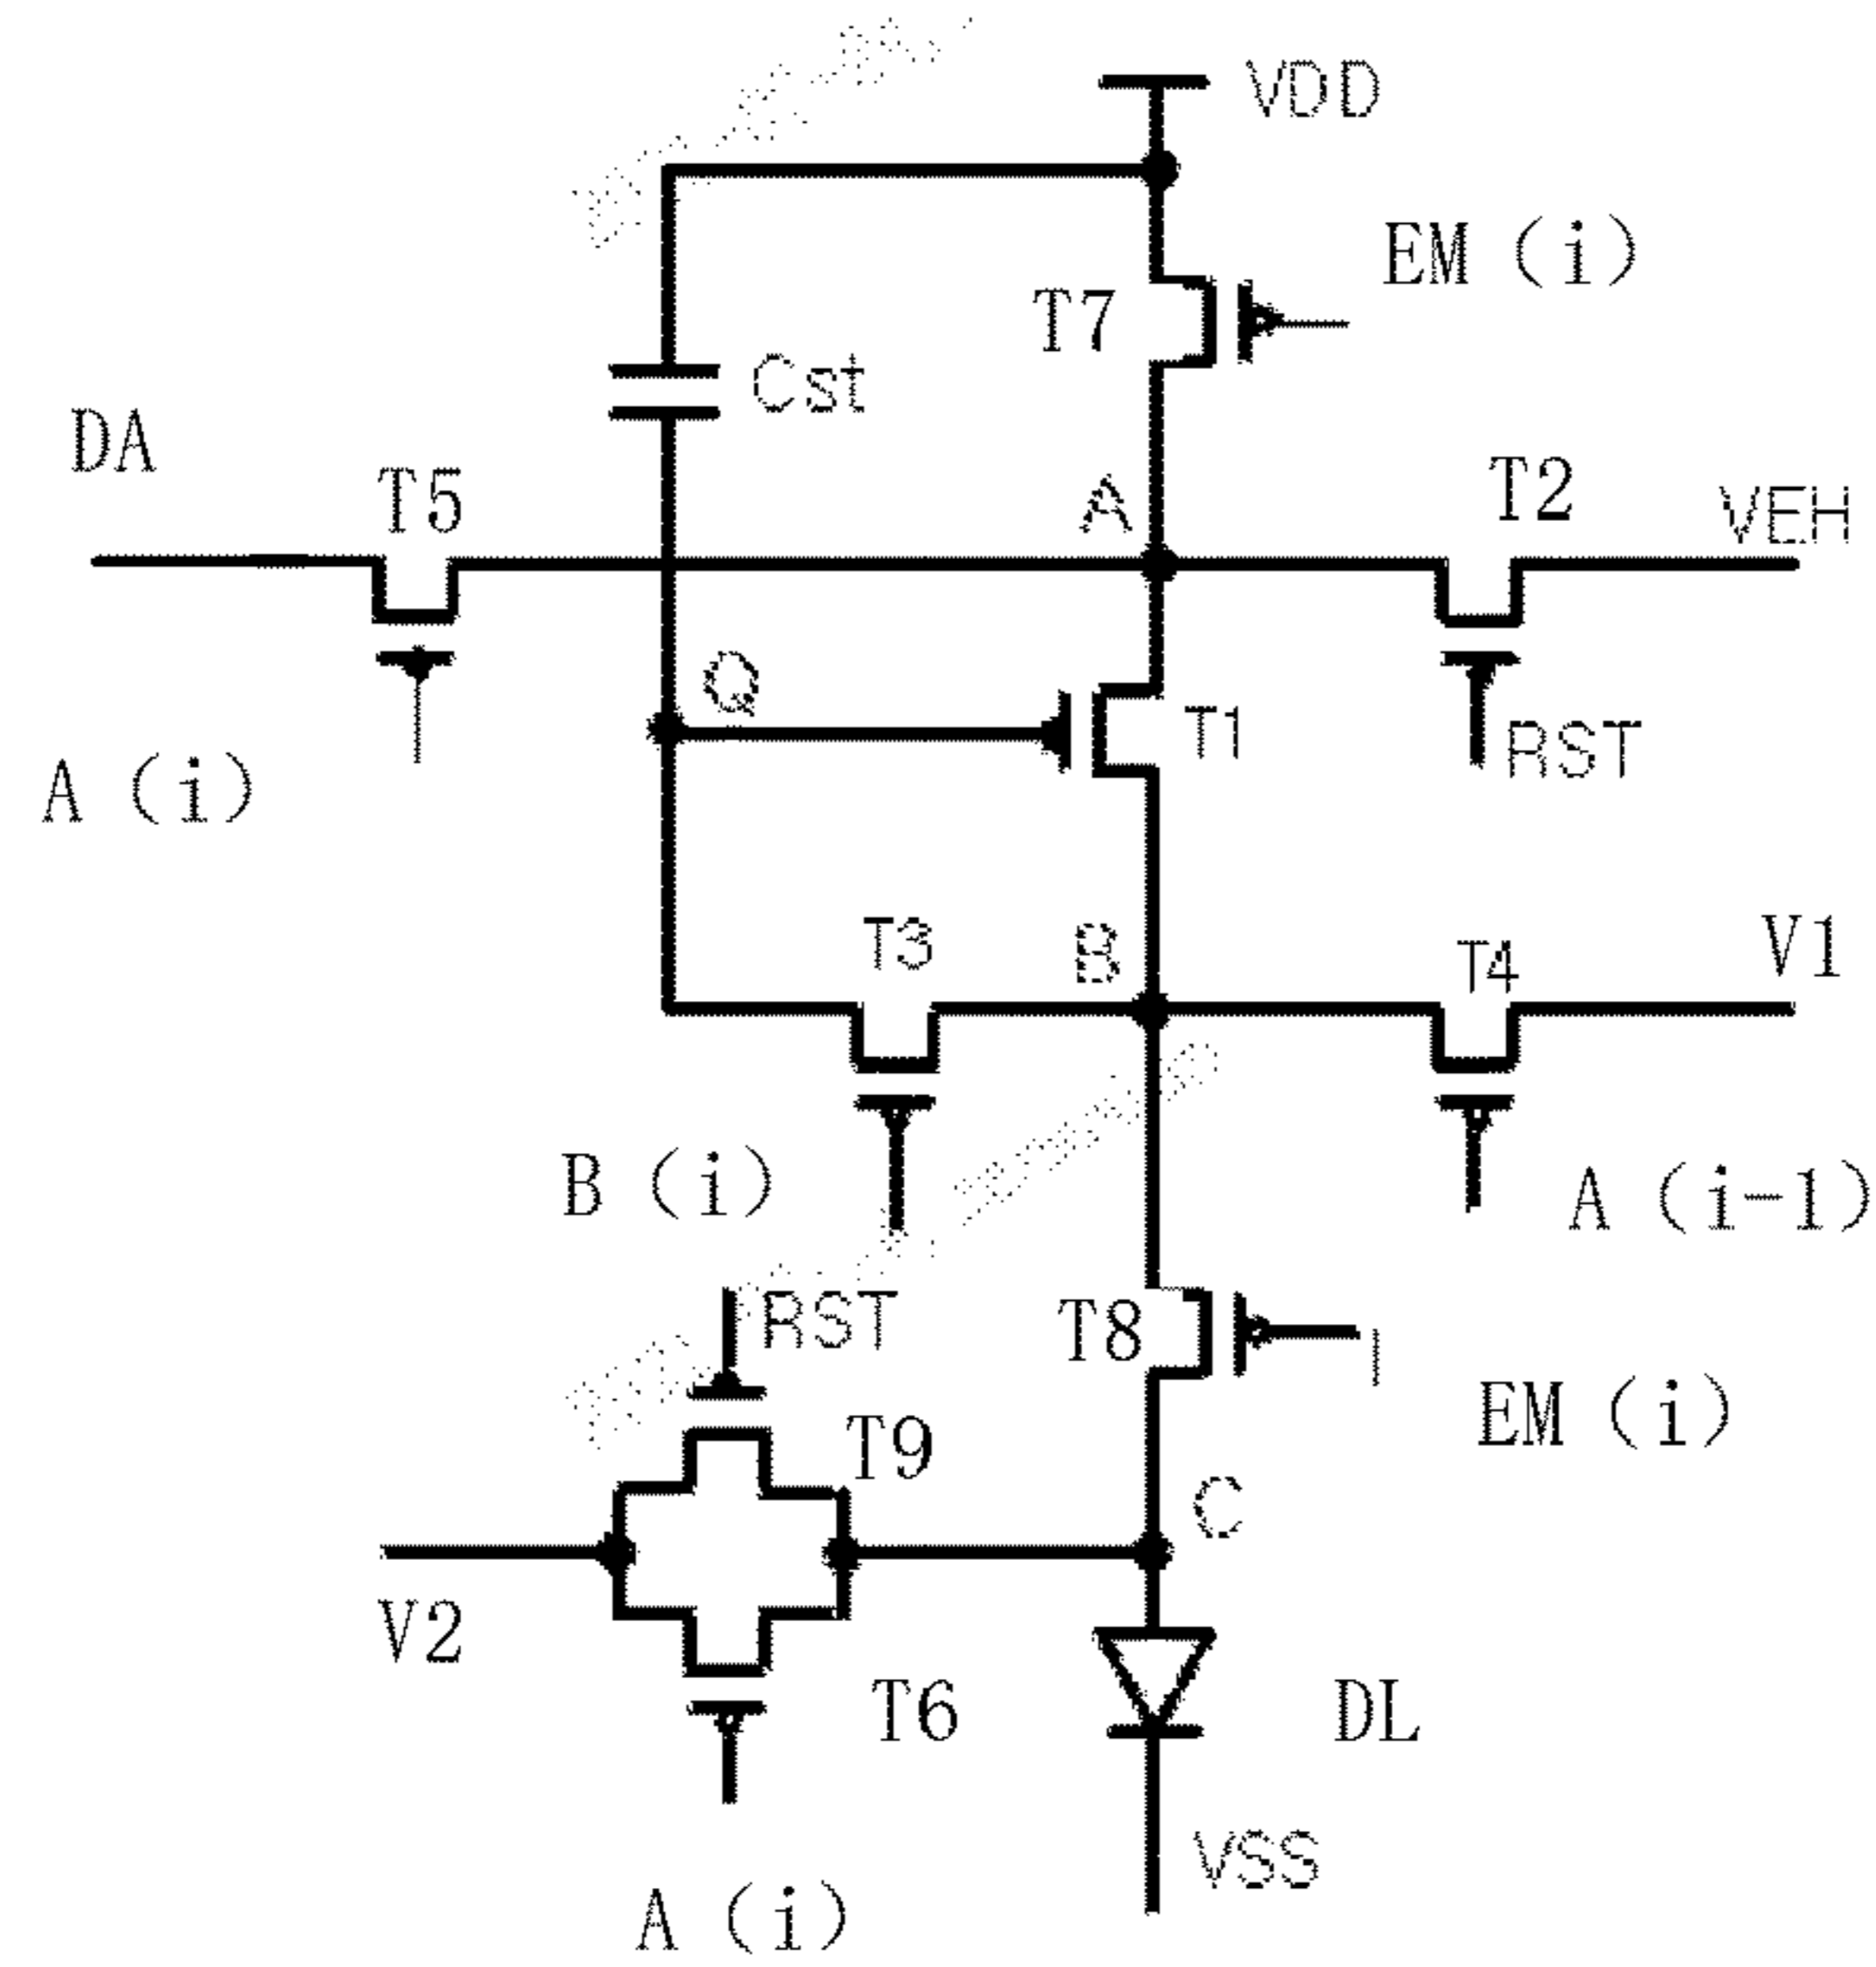 VDD
EM (i)
T7
Cst
DA
T5
A
T2
VEH
Q
T1
RST
A (i)
T3
B
T4
V1
B (i)
A (i-1)
RST
T8
EM (i)
T9
C
V2
T6
DL
VSS
A (i)